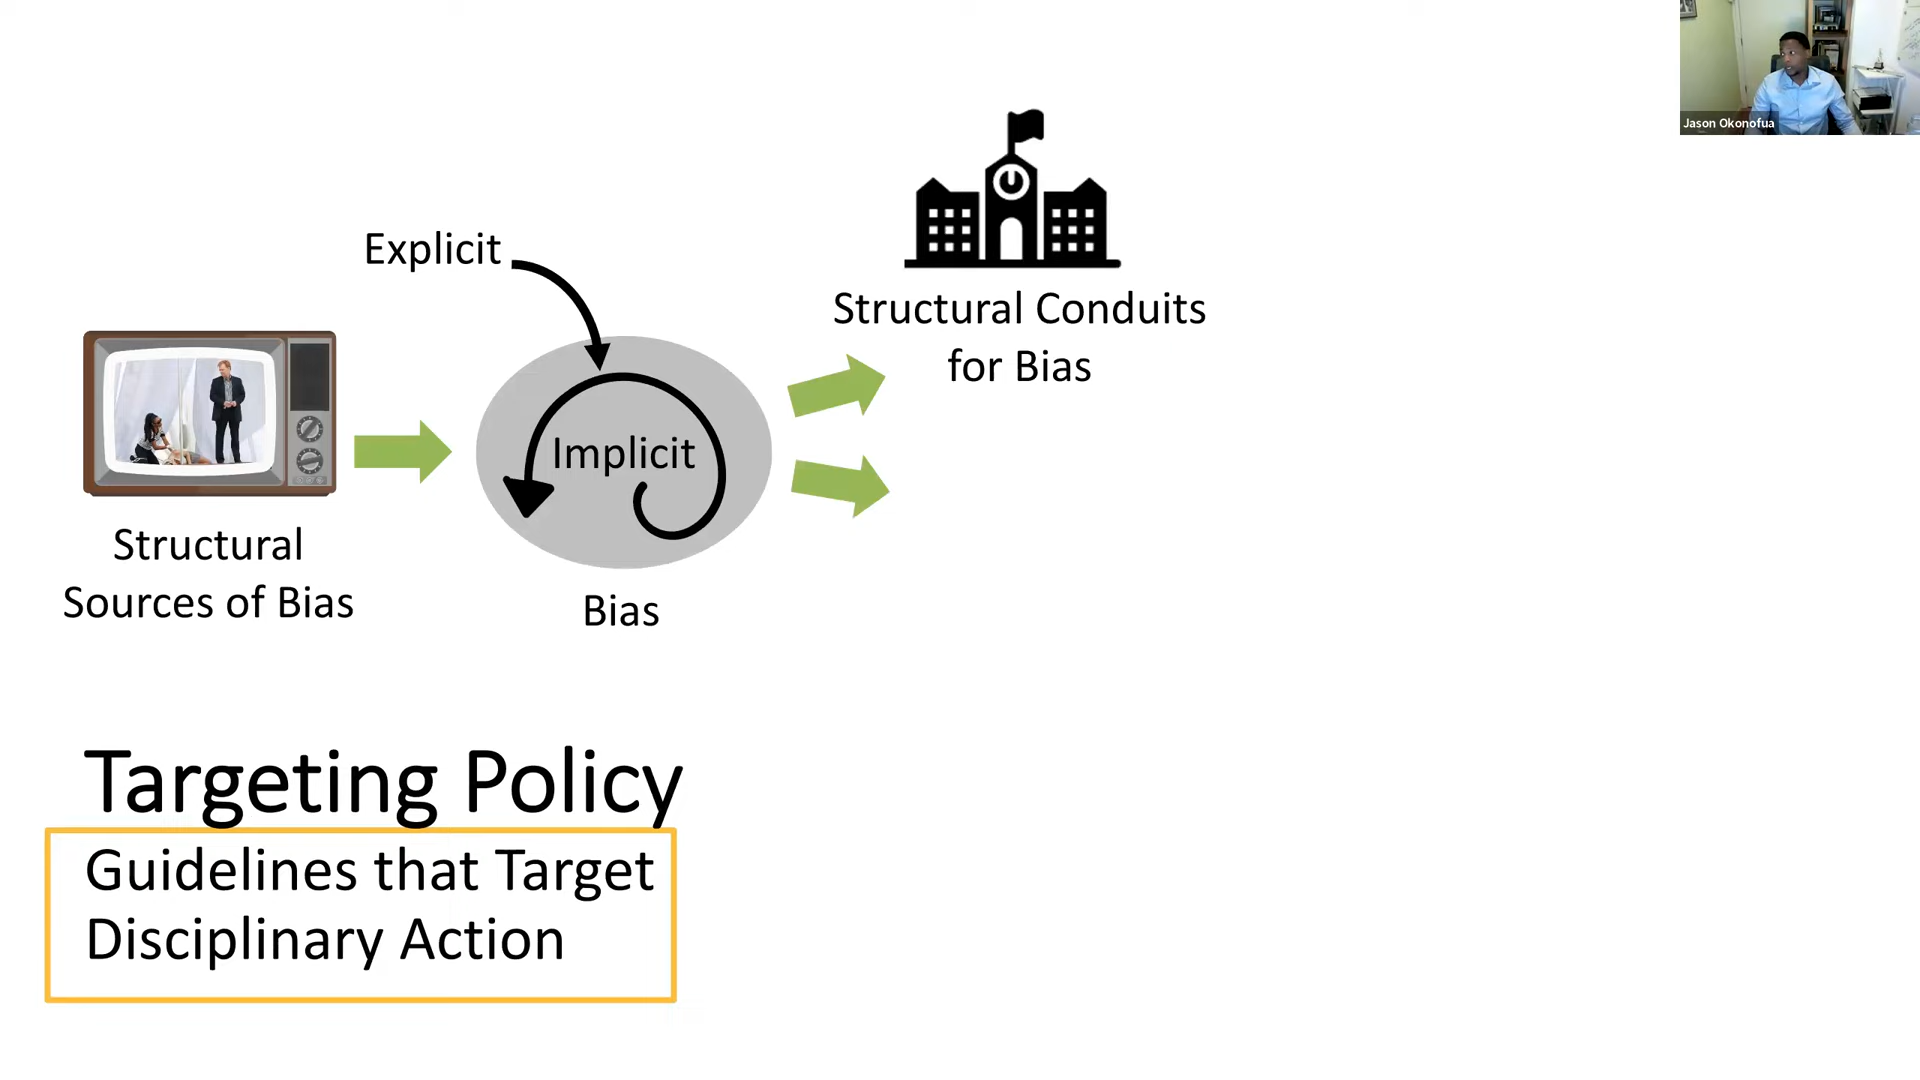 Jason Okonofua
Explicit
Structural Conduits
for Bias
Implicit
Structural
Sources of Bias
Bias
Targeting Policy
Guidelines that Target
Disciplinary Action